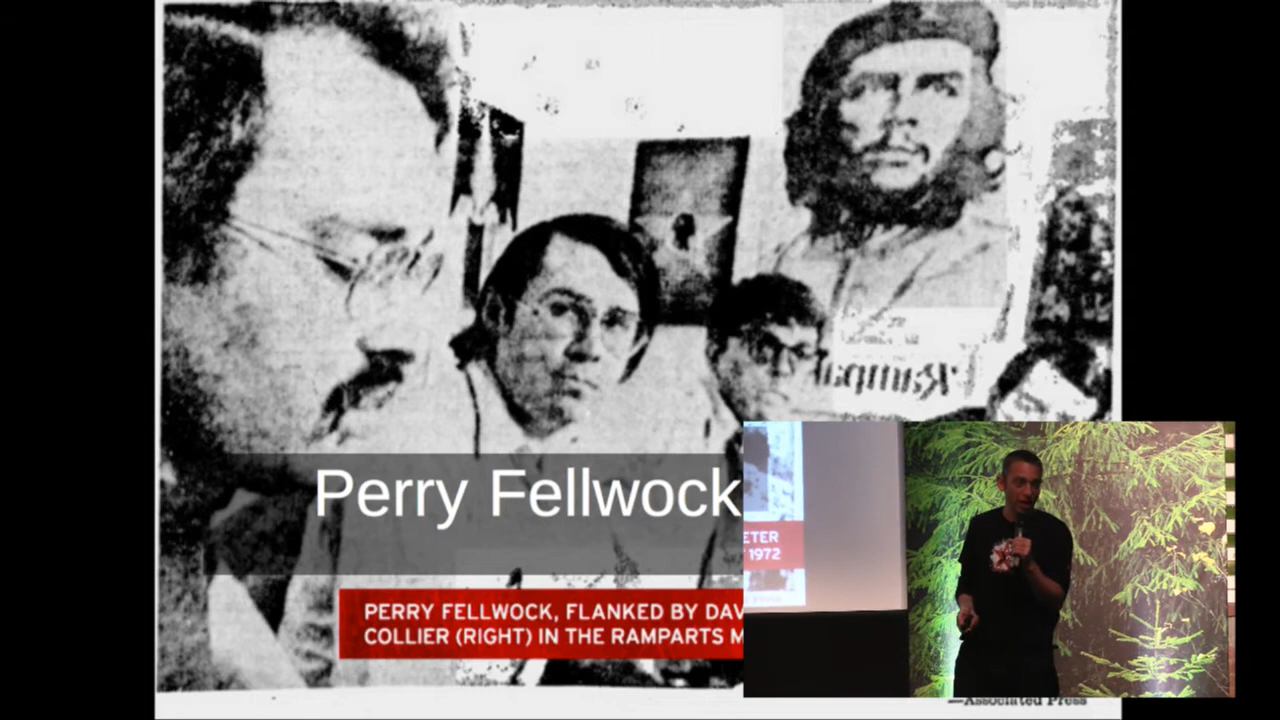 Perry Fellwock
PERRY FELLWOCK, FLANKED BY DAV
COLLIER (RIGHT) IN THE RAMPARTS M
ETER
1972
—Associated Press